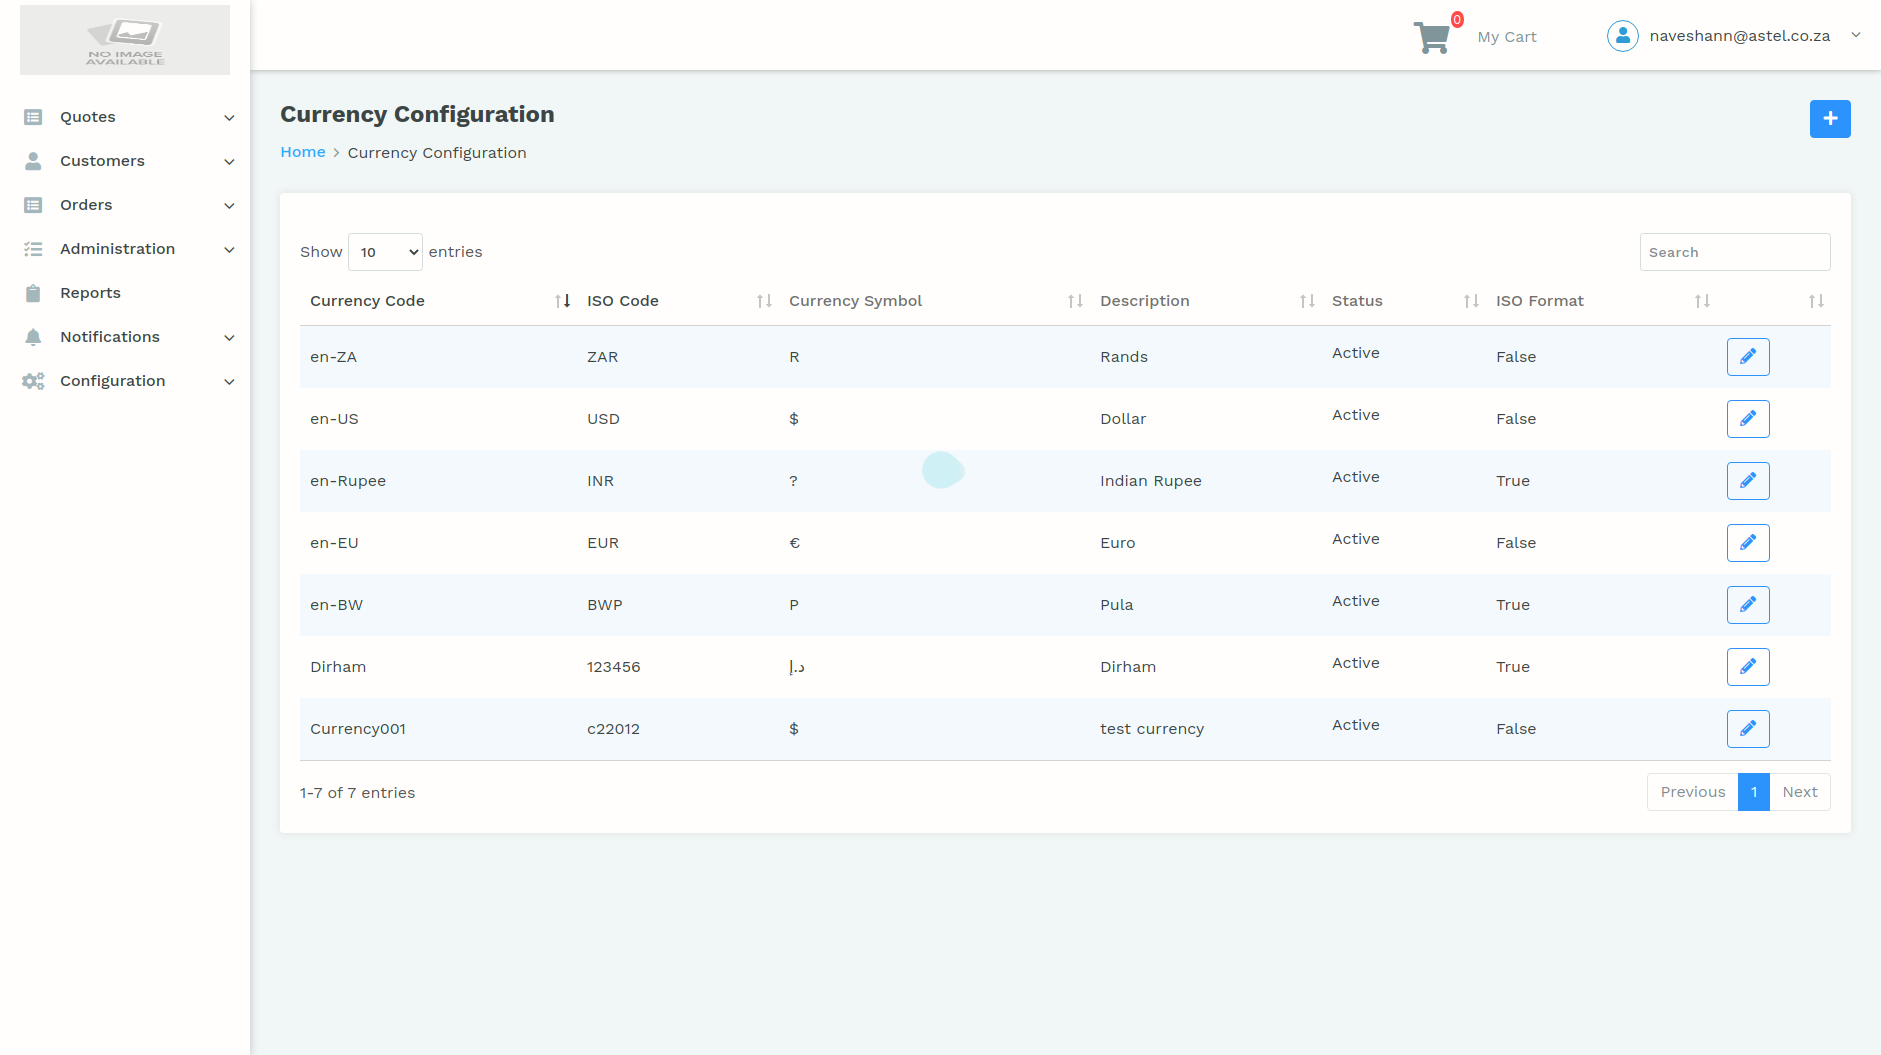 NO IMAGE
AVAILABLE
0
My Cart
naveshann@astel.co.za
Quotes
Customers
Orders
Administration
Reports
Notifications
Configuration
Currency Configuration
Home > Currency Configuration
Show 10 entries
Search
Currency Code ISO Code Currency Symbol Description Status ISO Format
en-ZA ZAR R Rands Active False
en-US USD $ Dollar Active False
en-Rupee INR ? Indian Rupee Active True
en-EU EUR € Euro Active False
en-BW BWP P Pula Active True
Dirham 123456 د.إ Dirham Active True
Currency001 c22012 $ test currency Active False
1-7 of 7 entries
Previous 1 Next